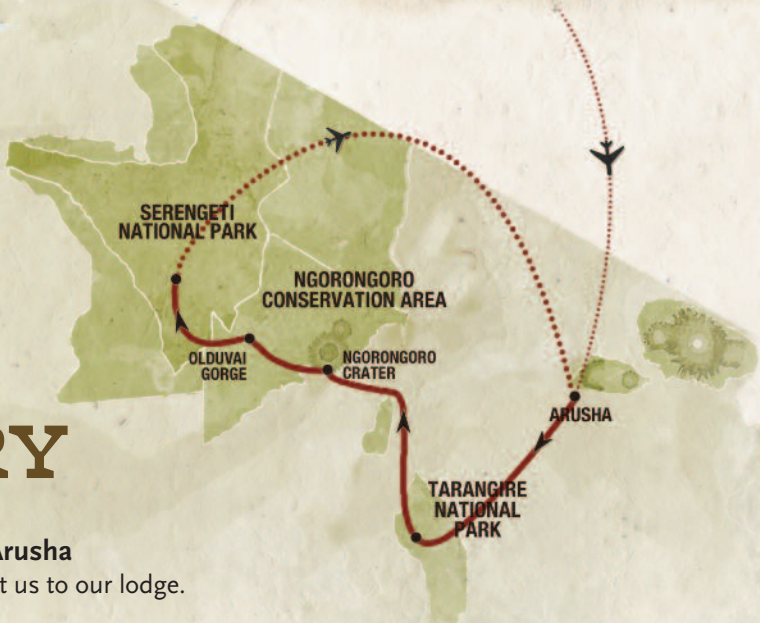 SERENGETI
NATIONAL PARK
NGORONGORO
CONSERVATION AREA
OLDUVAI
GORGE
NGORONGORO
CRATER
ARUSHA
TARANGIRE
NATIONAL
PARK
RY
Arusha
t us to our lodge.